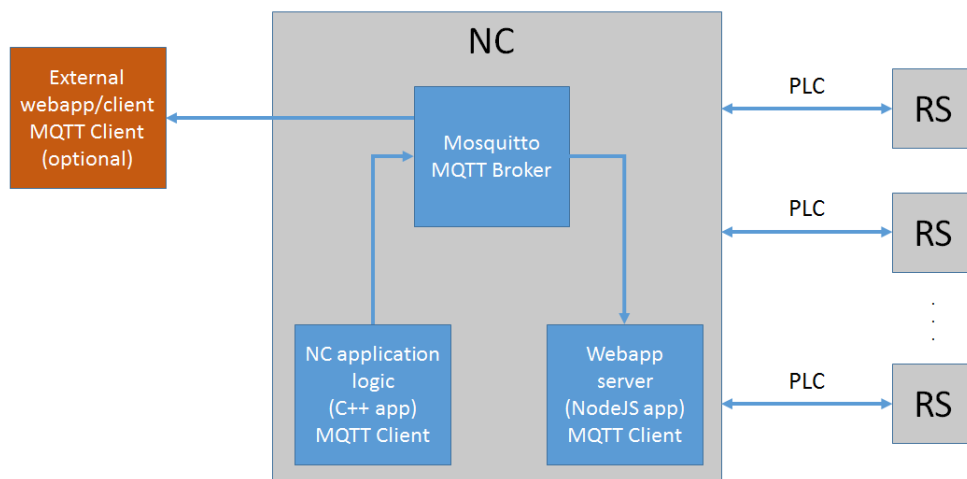 NC
External
webapp/client
MQTT Client
(optional)
Mosquitto
MQTT Broker
NC application
logic
(C++ app)
MQTT Client
Webapp
server
(NodeJS app)
MQTT Client
PLC
RS
PLC
RS
.
.
.
PLC
RS